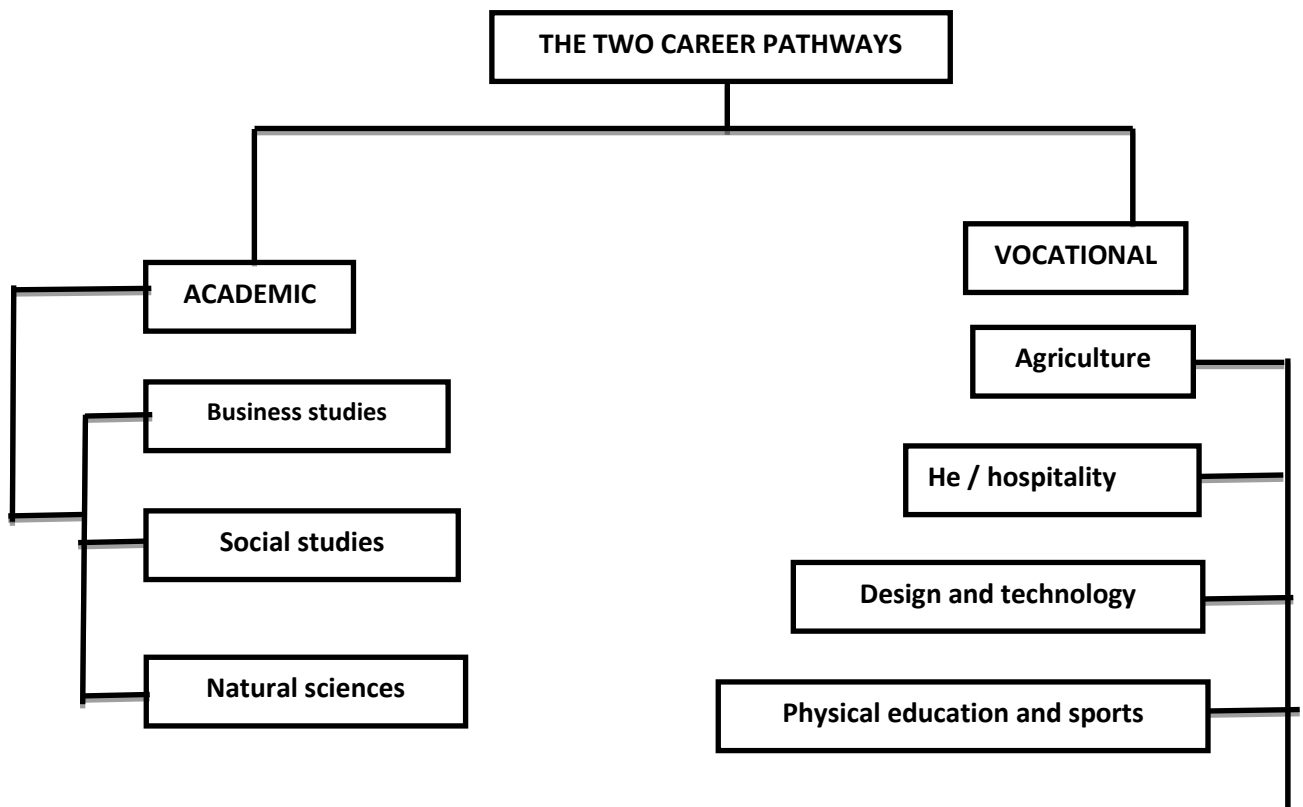 THE TWO CAREER PATHWAYS
ACADEMIC
Business studies
Social studies
Natural sciences
VOCATIONAL
Agriculture
He / hospitality
Design and technology
Physical education and sports